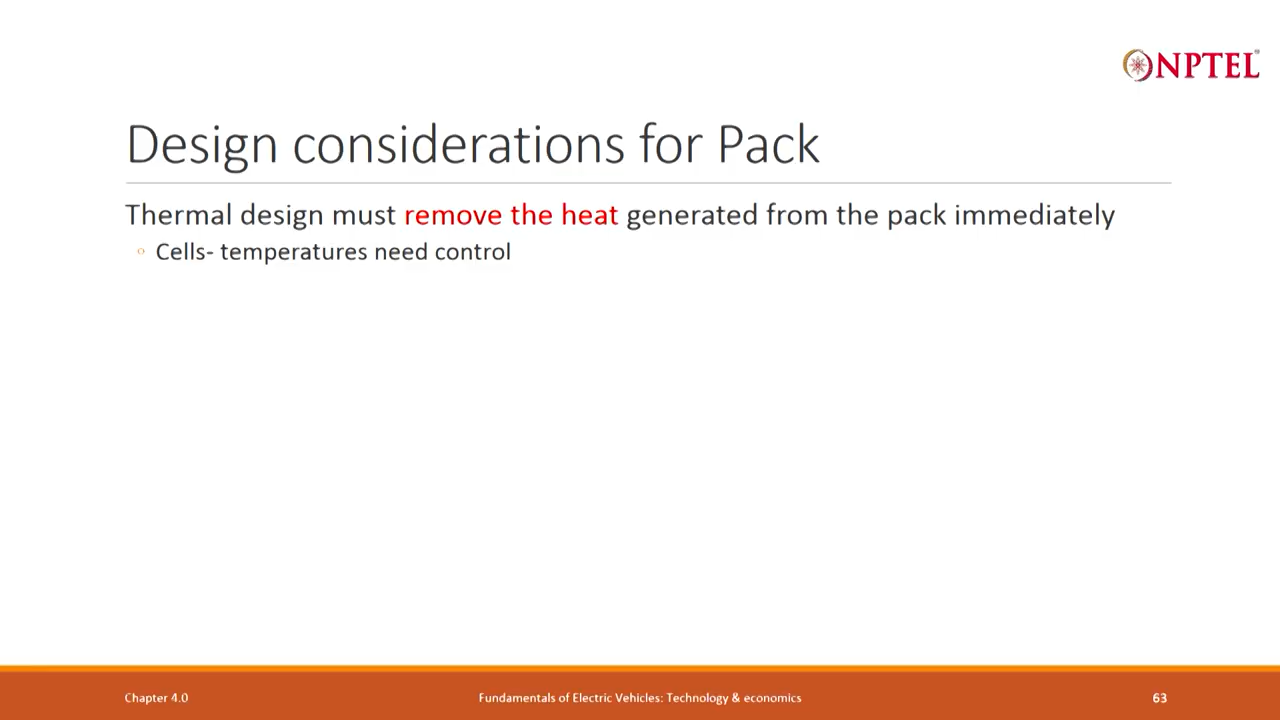 NPTEL
Design considerations for Pack
Thermal design must remove the heat generated from the pack immediately
◦ Cells- temperatures need control
Chapter 4.0
Fundamentals of Electric Vehicles: Technology & economics
63